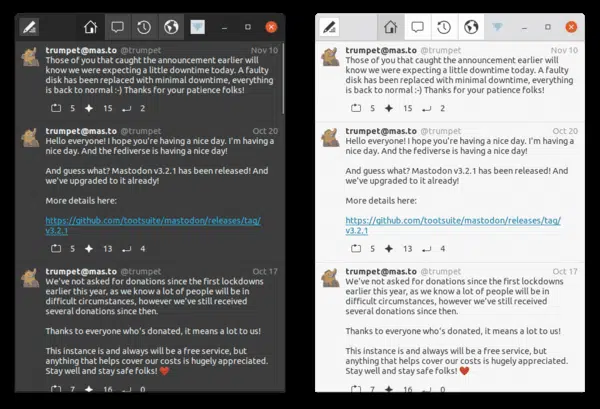 trumpet@mas.to @trumpet Nov 10
Those of you that caught the announcement earlier will
know we were expecting a little downtime today. A faulty
disk has been replaced with minimal downtime, everything
is back to normal :-) Thanks for your patience folks!
5 15 2
trumpet@mas.to @trumpet Oct 20
Hello everyone! I hope you're having a nice day. I'm having a
nice day. And the fediverse is having a nice day!
And guess what? Mastodon v3.2.1 has been released! And
we've upgraded to it already!
More details here:
https://github.com/tootsuite/mastodon/releases/tag/
v3.2.1
5 13 4
trumpet@mas.to @trumpet Oct 17
We've not asked for donations since the first lockdowns
earlier this year, as we know a lot of people will be in
difficult circumstances, however we've still received
several donations since then.
Thanks to everyone who's donated, it means a lot to us!
This instance is and always will be a free service, but
anything that helps cover our costs is hugely appreciated.
Stay well and stay safe folks! ❤️
7 16 0
trumpet@mas.to @trumpet Nov 10
Those of you that caught the announcement earlier will
know we were expecting a little downtime today. A faulty
disk has been replaced with minimal downtime, everything
is back to normal :-) Thanks for your patience folks!
5 15 2
trumpet@mas.to @trumpet Oct 20
Hello everyone! I hope you're having a nice day. I'm having a
nice day. And the fediverse is having a nice day!
And guess what? Mastodon v3.2.1 has been released! And
we've upgraded to it already!
More details here:
https://github.com/tootsuite/mastodon/releases/tag/
v3.2.1
5 13 4
trumpet@mas.to @trumpet Oct 17
We've not asked for donations since the first lockdowns
earlier this year, as we know a lot of people will be in
difficult circumstances, however we've still received
several donations since then.
Thanks to everyone who's donated, it means a lot to us!
This instance is and always will be a free service, but
anything that helps cover our costs is hugely appreciated.
Stay well and stay safe folks! ❤️
7 16 0